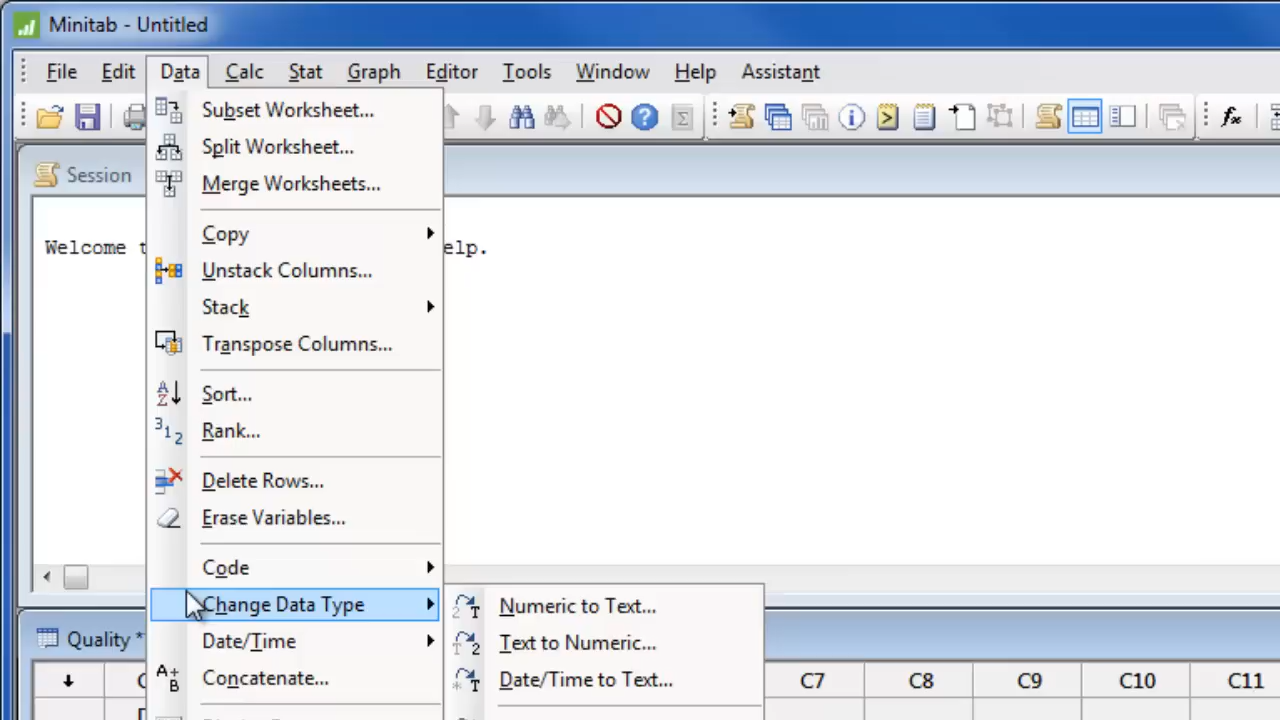 Minitab - Untitled
File Edit Data Calc Stat Graph Editor Tools Window Help Assistant
Subset Worksheet...
Split Worksheet...
Merge Worksheets...
Session
Copy
Welcome t elp.
Unstack Columns...
Stack
Transpose Columns...
Sort...
Rank...
Delete Rows...
Erase Variables...
Code
Change Data Type
Numeric to Text...
Date/Time
Text to Numeric...
Quality *
Concatenate...
Date/Time to Text...
C7 C8 C9 C10 C11